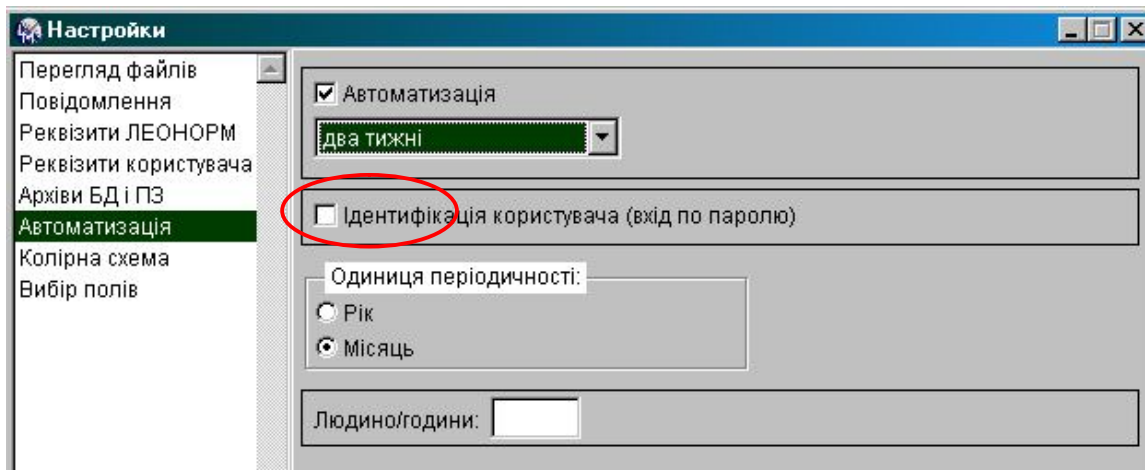 Настройки
Перегляд файлів
Повідомлення
Реквізити ЛЕОНОРМ
Реквізити користувача
Архіви БД і ПЗ
Автоматизація
Колірна схема
Вибір полів
Автоматизація
два тижні
Ідентифікація користувача (вхід по паролю)
Одиниця періодичності:
Рік
Місяць
Людино/години: